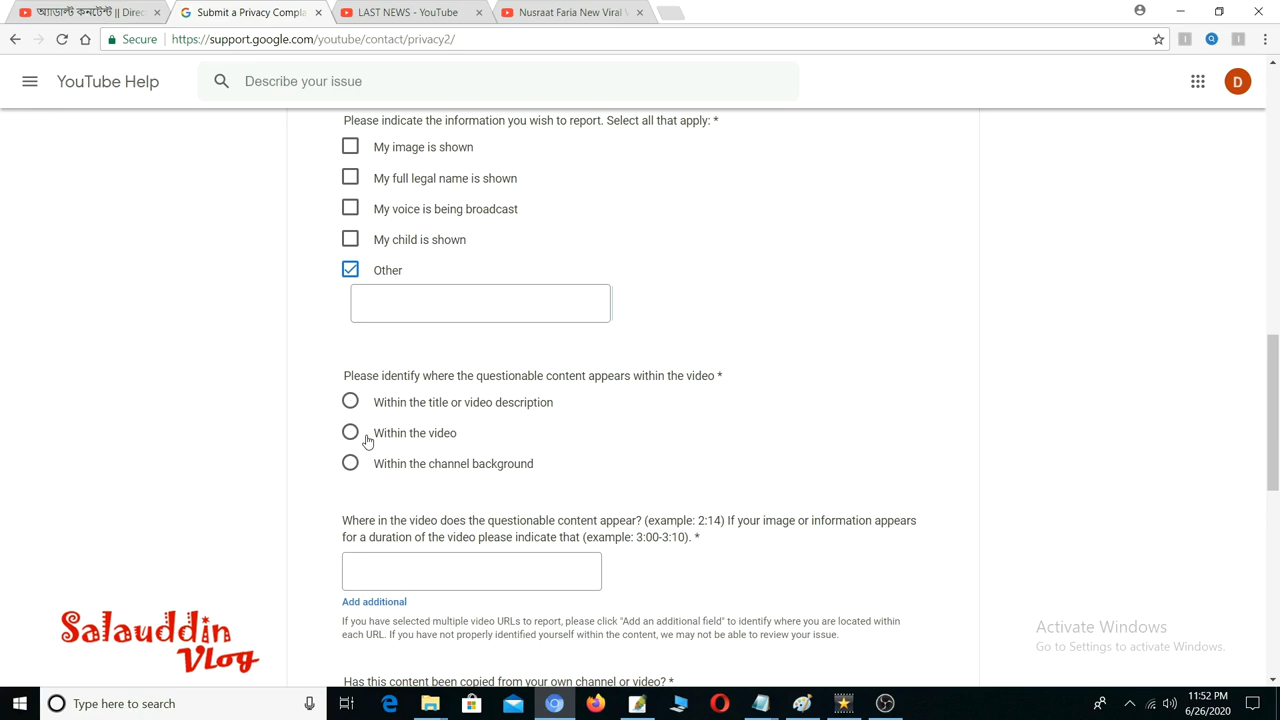 অ্যাডাল্ট কনটেন্ট || Direc
Submit a Privacy Compla
LAST NEWS - YouTube
Nusraat Faria New Viral V
Secure
https://support.google.com/youtube/contact/privacy2/
YouTube Help
Describe your issue
D
Please indicate the information you wish to report. Select all that apply: *
My image is shown
My full legal name is shown
My voice is being broadcast
My child is shown
Other
Please identify where the questionable content appears within the video *
Within the title or video description
Within the video
Within the channel background
Where in the video does the questionable content appear? (example: 2:14) If your image or information appears
for a duration of the video please indicate that (example: 3:00-3:10). *
Add additional
If you have selected multiple video URLs to report, please click "Add an additional field" to identify where you are located within
each URL. If you have not properly identified yourself within the content, we may not be able to review your issue.
Has this content been copied from your own channel or video? *
Salauddin
Vlog
Activate Windows
Go to Settings to activate Windows.
Type here to search
11:52 PM
6/26/2020